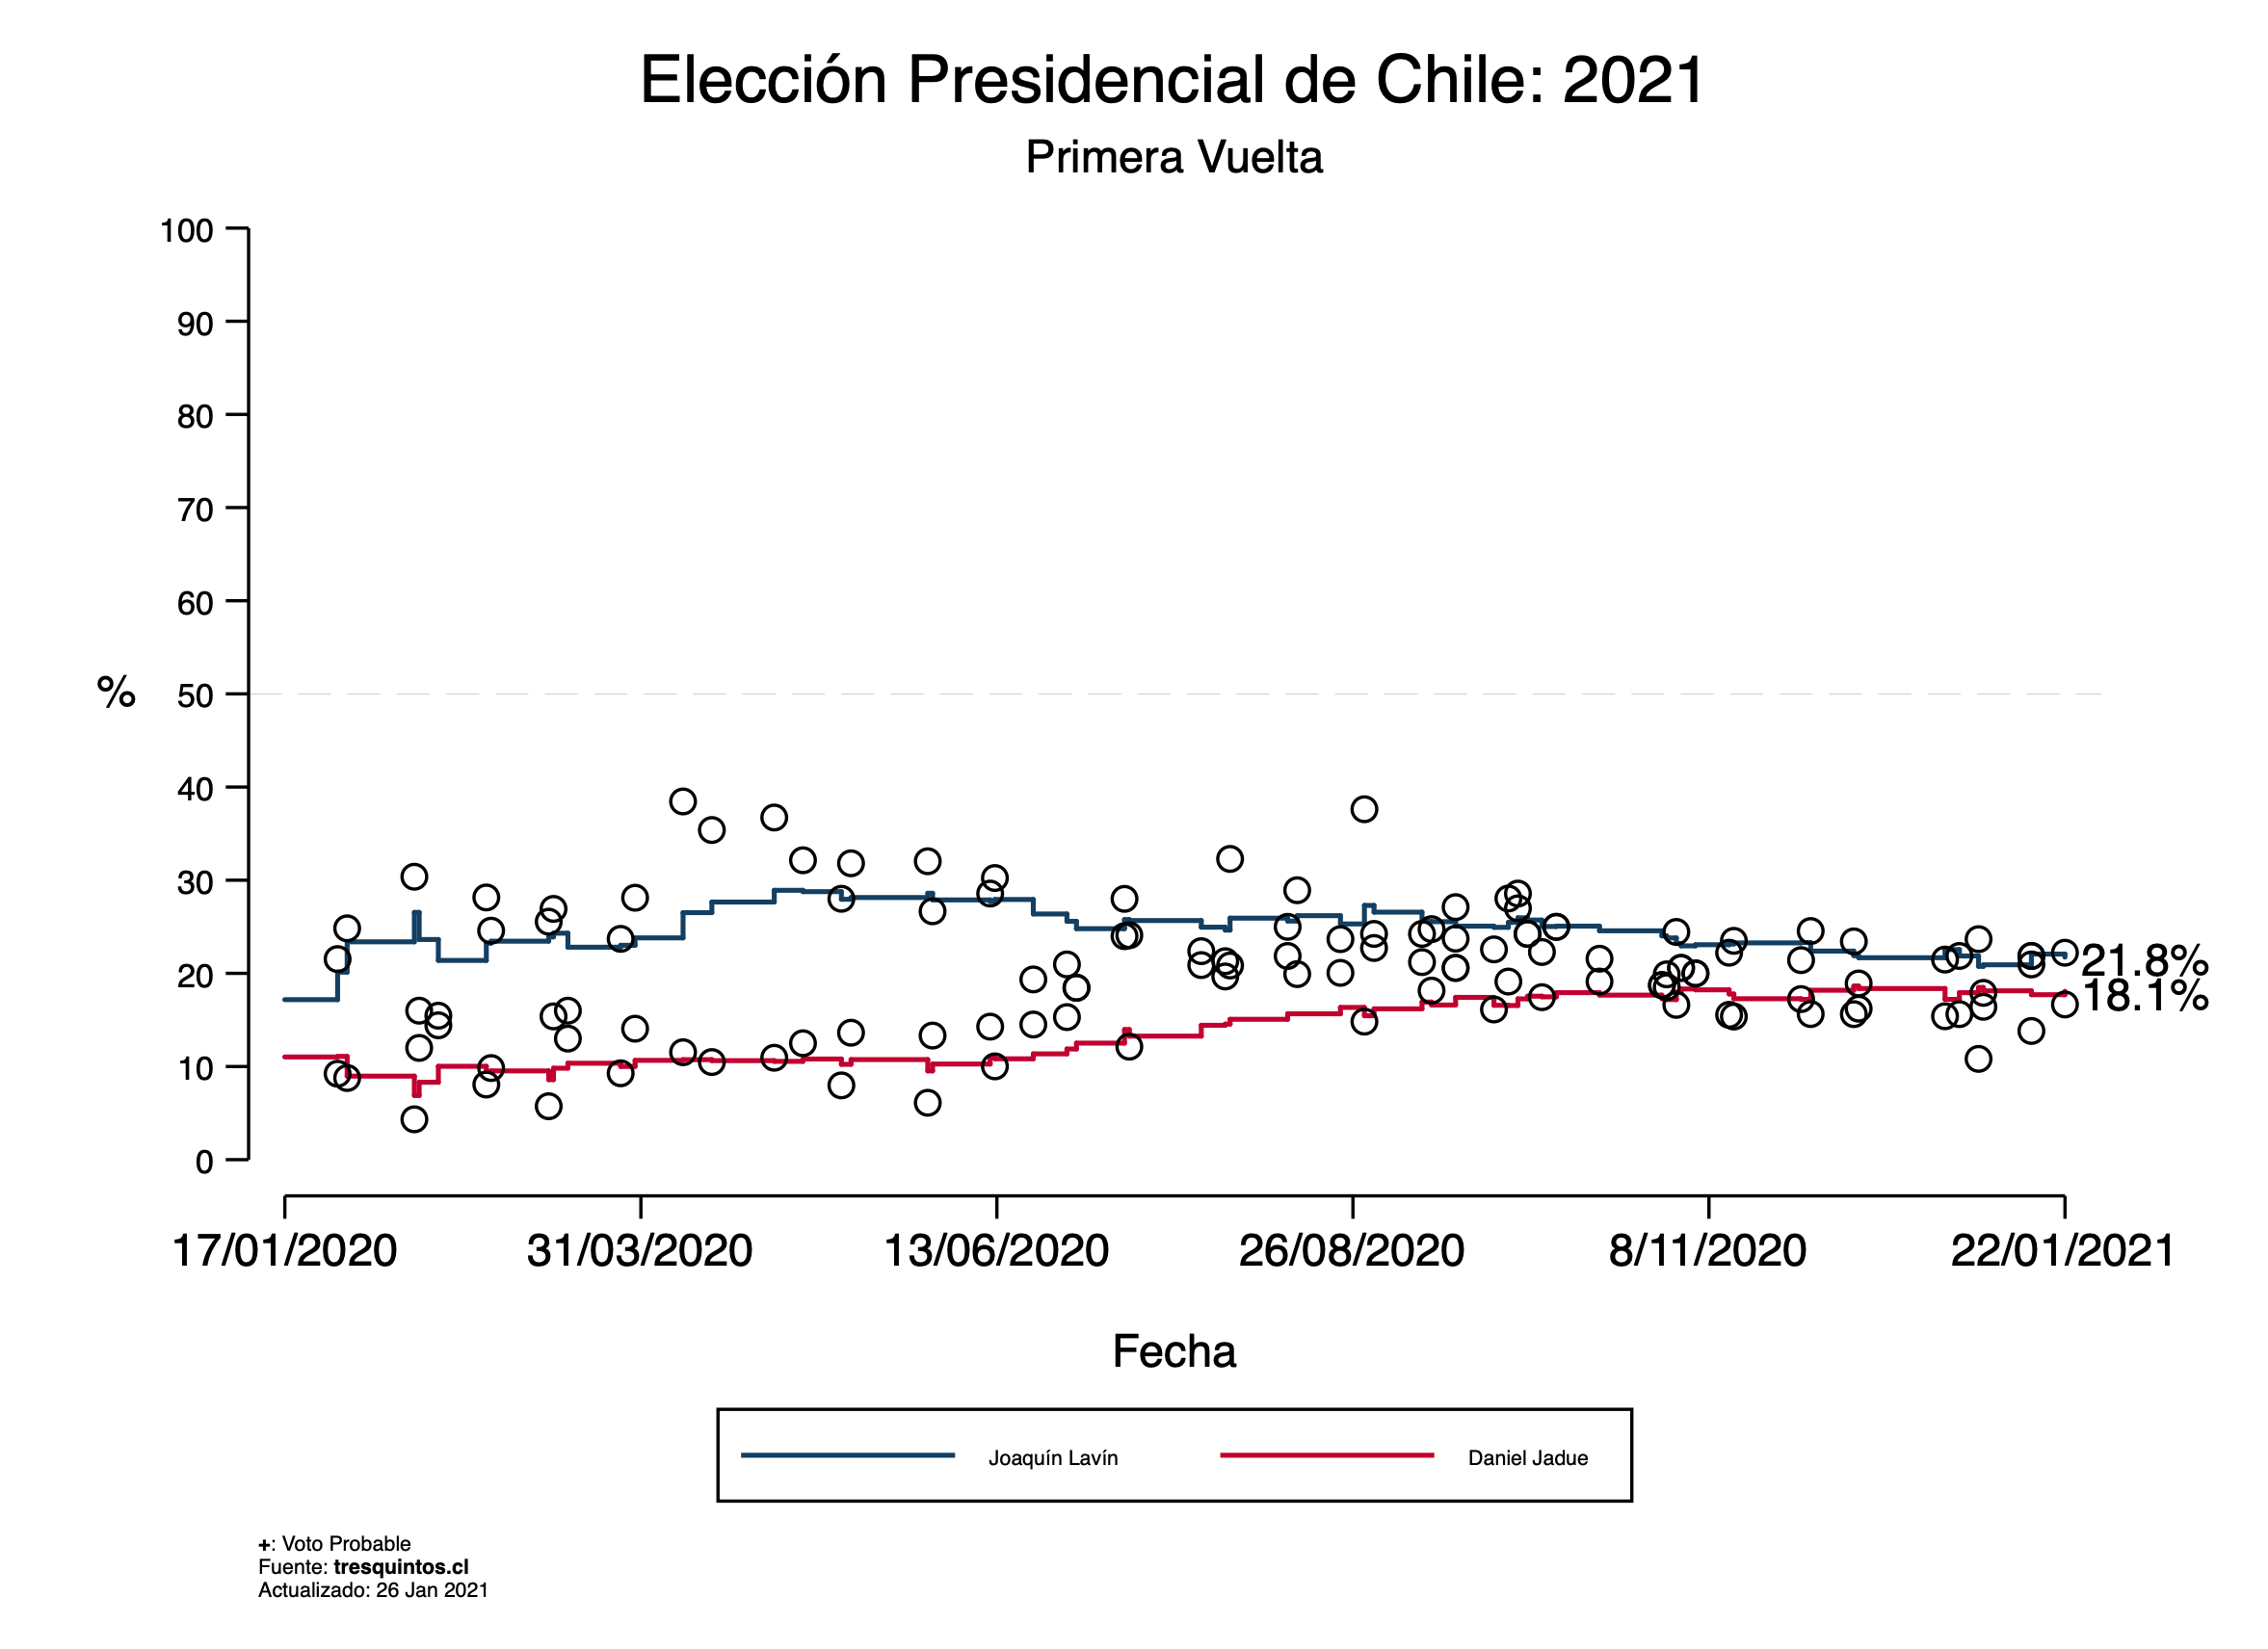 Elección Presidencial de Chile: 2021
Primera Vuelta
100
90
80
70
60
% 50
40
30
20
10
0
21.8%
18.1%
17/01/2020 31/03/2020 13/06/2020 26/08/2020 8/11/2020 22/01/2021
Fecha
Joaquín Lavín Daniel Jadue
+: Voto Probable
Fuente: tresquintos.cl
Actualizado: 26 Jan 2021